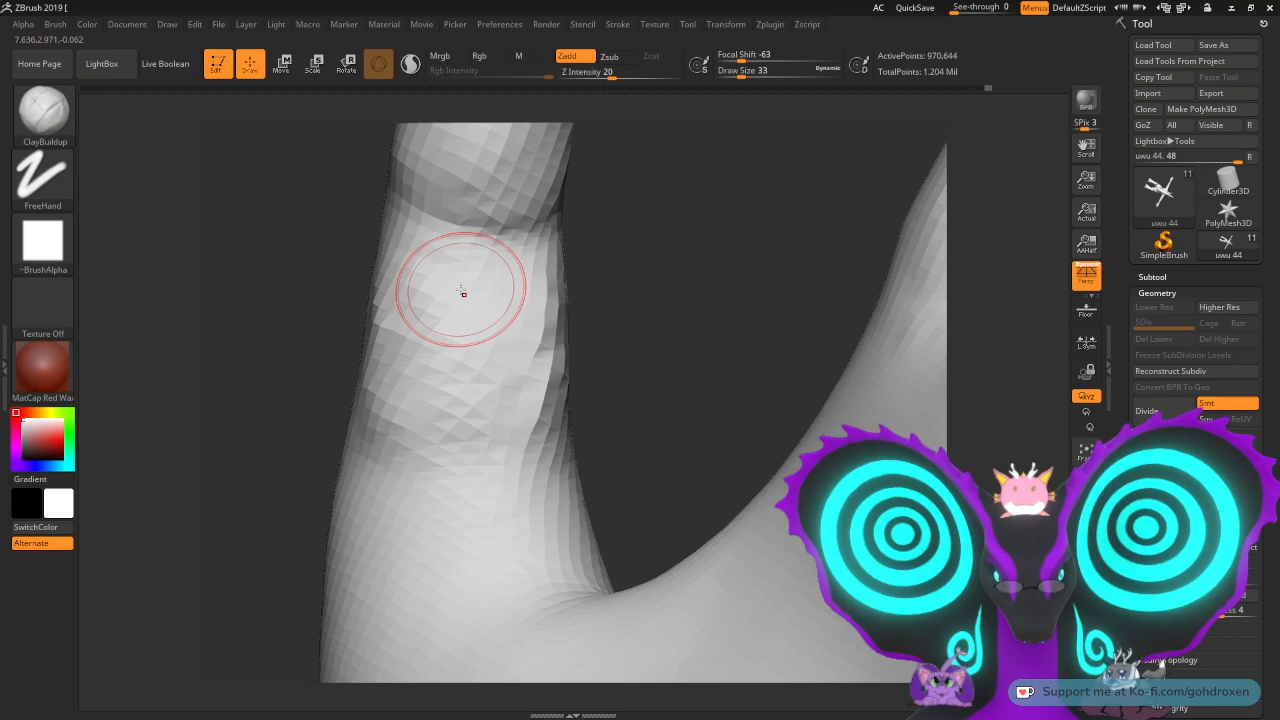 ZBrush 2019 [
AC QuickSave See-through 0 Menus DefaultZScript
Alpha Brush Color Document Draw Edit File Layer Light Macro Marker Material Movie Picker Preferences Render Stencil Stroke Texture Tool Transform Zplugin Zscript
Tool
7.636,2.971,-0.062
Home Page LightBox Live Boolean Edit Draw Move Scale Rotate
Mrgb Rgb M Zadd Zsub Zcut
Rgb Intensity Z Intensity 20
Focal Shift -63
Draw Size 33 Dynamic
S D
ActivePoints: 970,644
TotalPoints: 1.204 Mil
ClayBuildup
FreeHand
~BrushAlpha
Texture Off
MatCap Red Wax
Gradient
SwitchColor
Alternate
BPR
SPix 3
Scroll
Zoom
Actual
AAHalf
Dynamic
Persp
Floor
L.Sym
XYZ
Load Tool Save As
Load Tools From Project
Copy Tool Paste Tool
Import Export
Clone Make PolyMesh3D
GoZ All Visible R
Lightbox▶Tools
uwu 44. 48 R
11
uwu 44
Cylinder3D
PolyMesh3D
SimpleBrush
11
uwu 44
Subtool
Geometry
Lower Res Higher Res
SDiv Cage Rstr
Del Lower Del Higher
Freeze SubDivision Levels
Reconstruct Subdiv
Convert BPR To Geo
Divide Smt
Suv ReUV
Support me at Ko-fi.com/gohdroxen